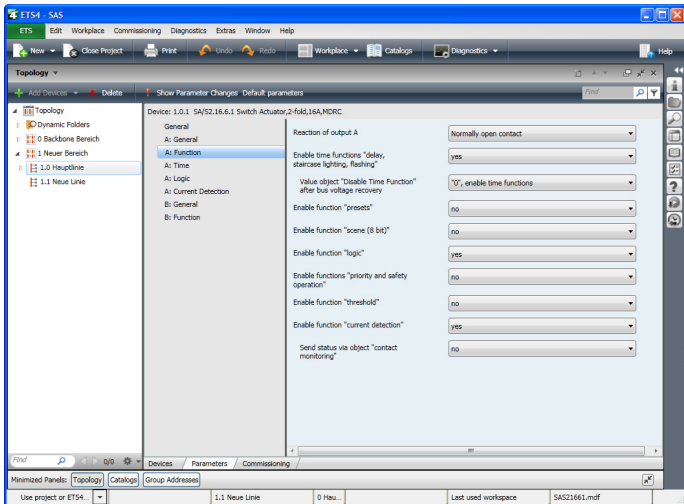 ETS4 - SAS
ETS Edit Workplace Commissioning Diagnostics Extras Window Help
New Close Project Print Undo Redo Workplace Catalogs Diagnostics Help
Topology
Add Devices Delete Show Parameter Changes Default parameters Find
Topology
Dynamic Folders
0 Backbone Bereich
1 Neuer Bereich
1.0 Hauptlinie
1.1 Neue Linie
Device: 1.0.1 SA/S2.16.6.1 Switch Actuator,2-fold,16A,MDRC
General
A: General
A: Function
A: Time
A: Logic
A: Current Detection
B: General
B: Function
Reaction of output A Normally open contact
Enable time functions "delay, staircase lighting, flashing" yes
Value object "Disable Time Function" after bus voltage recovery "0", enable time functions
Enable function "presets" no
Enable function "scene (8 bit)" no
Enable function "logic" yes
Enable functions "priority and safety operation" no
Enable function "threshold" no
Enable function "current detection" yes
Send status via object "contact monitoring" no
Find 0/0
Devices Parameters Commissioning
Minimized Panels: Topology Catalogs Group Addresses
Use project or ETS4... 1.1 Neue Linie 0 Hau... Last used workspace SAS21661.mdf